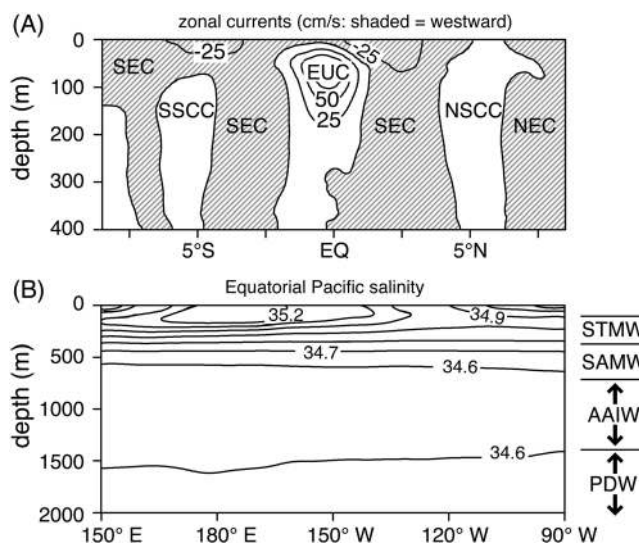 (A) zonal currents (cm/s: shaded = westward)
depth (m)
0
100
200
300
400
-25
-25
SEC
EUC
SSCC
50
NSCC
25
SEC
SEC
NEC
5°S EQ 5°N
(B) Equatorial Pacific salinity
depth (m)
0
500
1000
1500
2000
35.2
34.9
34.7
34.6
34.6
STMW
SAMW
AAIW
PDW
150° E 180° E 150° W 120° W 90° W